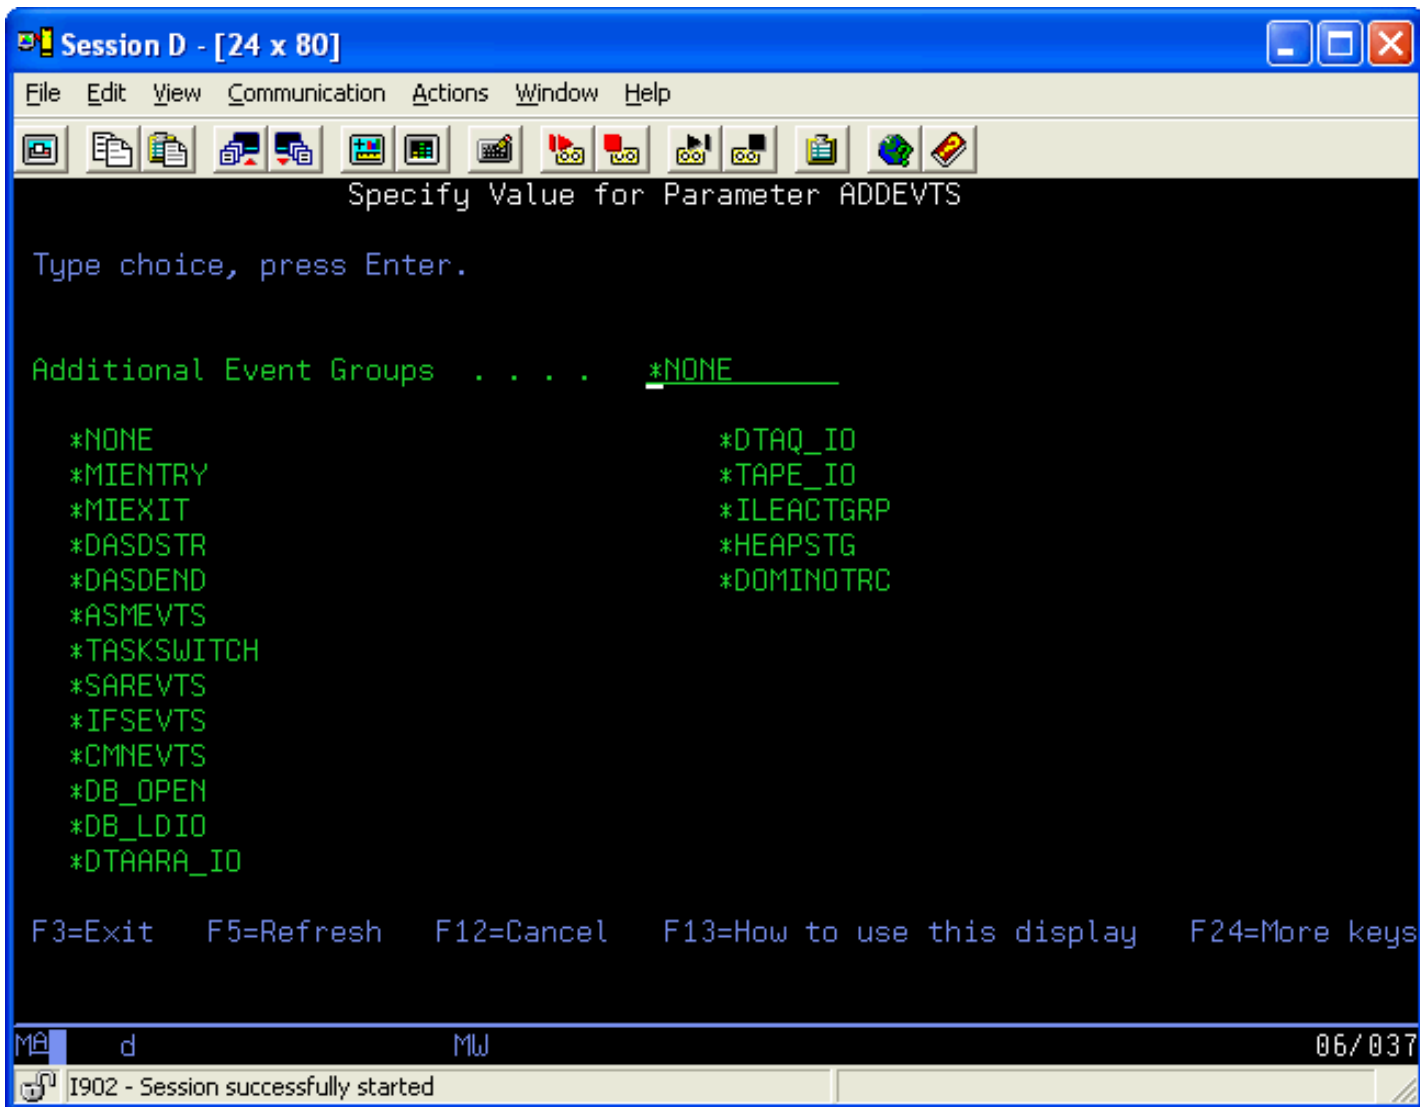 Session D - [24 x 80]
File Edit View Communication Actions Window Help
Specify Value for Parameter ADDEVTS
Type choice, press Enter.
Additional Event Groups . . . . *NONE
*NONE *DTAQ_IO
*MIENTRY *TAPE_IO
*MIEXIT *ILEACTGRP
*DASDSTR *HEAPSTG
*DASDEND *DOMINOTRC
*ASMEVTS
*TASKSWITCH
*SAREVTS
*IFSEVTS
*CMNEVTS
*DB_OPEN
*DB_LDIO
*DTAARA_IO
F3=Exit F5=Refresh F12=Cancel F13=How to use this display F24=More keys
MA d MW 06/037
I902 - Session successfully started